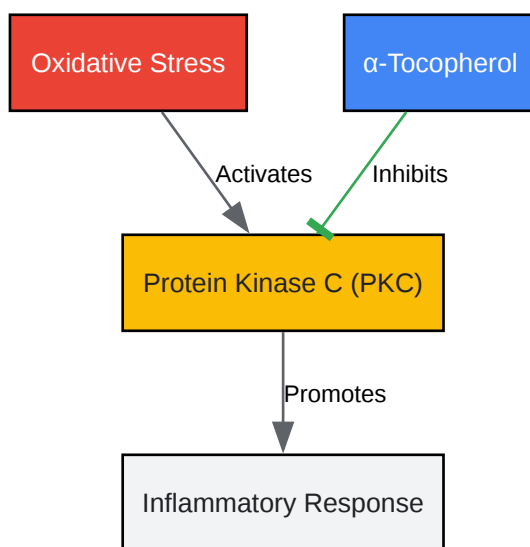 Oxidative Stress
α-Tocopherol
Activates
Inhibits
Protein Kinase C (PKC)
Promotes
Inflammatory Response